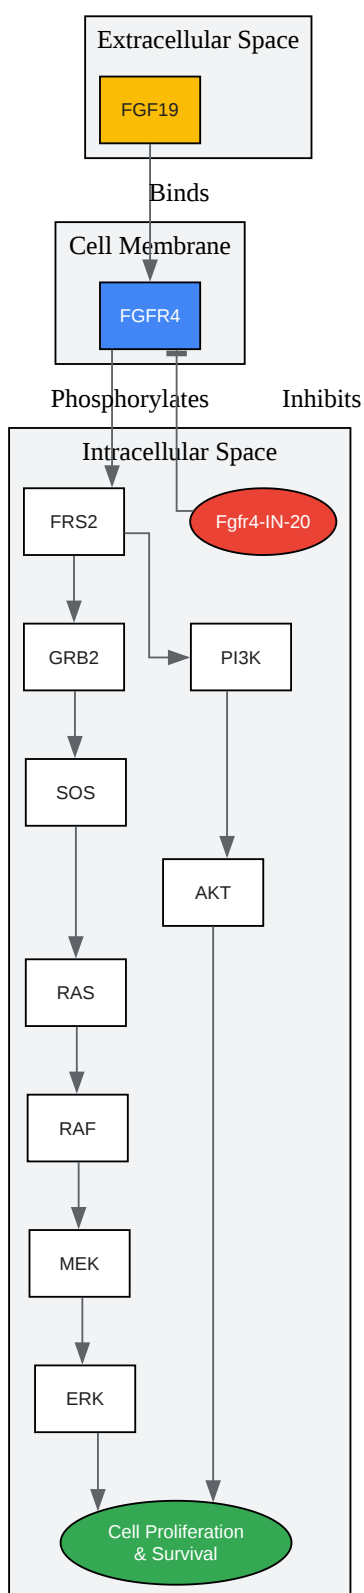 Extracellular Space
FGF19
Binds
Cell Membrane
FGFR4
Phosphorylates
Inhibits
Intracellular Space
FRS2
Fgfr4-IN-20
GRB2
PI3K
SOS
AKT
RAS
RAF
MEK
ERK
Cell Proliferation
& Survival